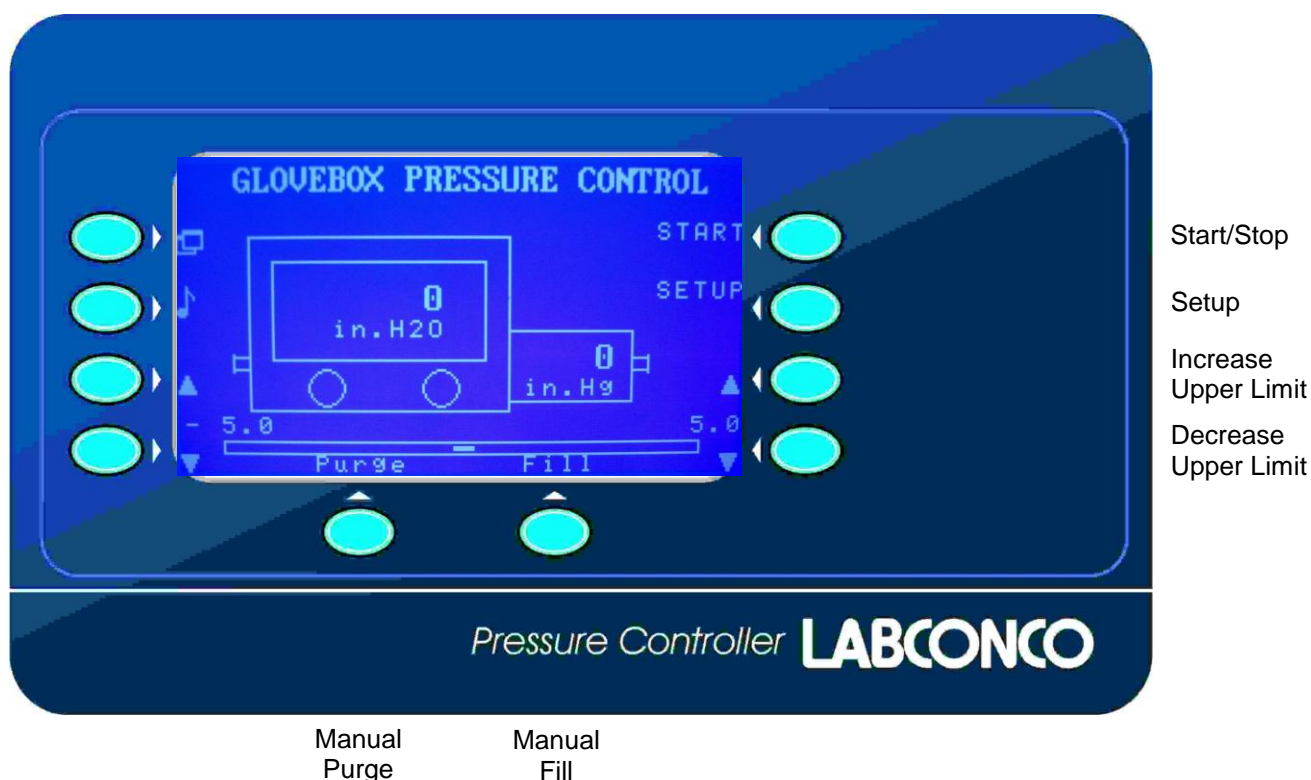 GLOVEBOX PRESSURE CONTROL
START
Start/Stop
SETUP
Setup
0
in.H2O
0
in.Hg
Increase
Upper Limit
- 5.0
5.0
Decrease
Upper Limit
Purge
Fill
Pressure Controller LABCONCO
Manual
Purge
Manual
Fill